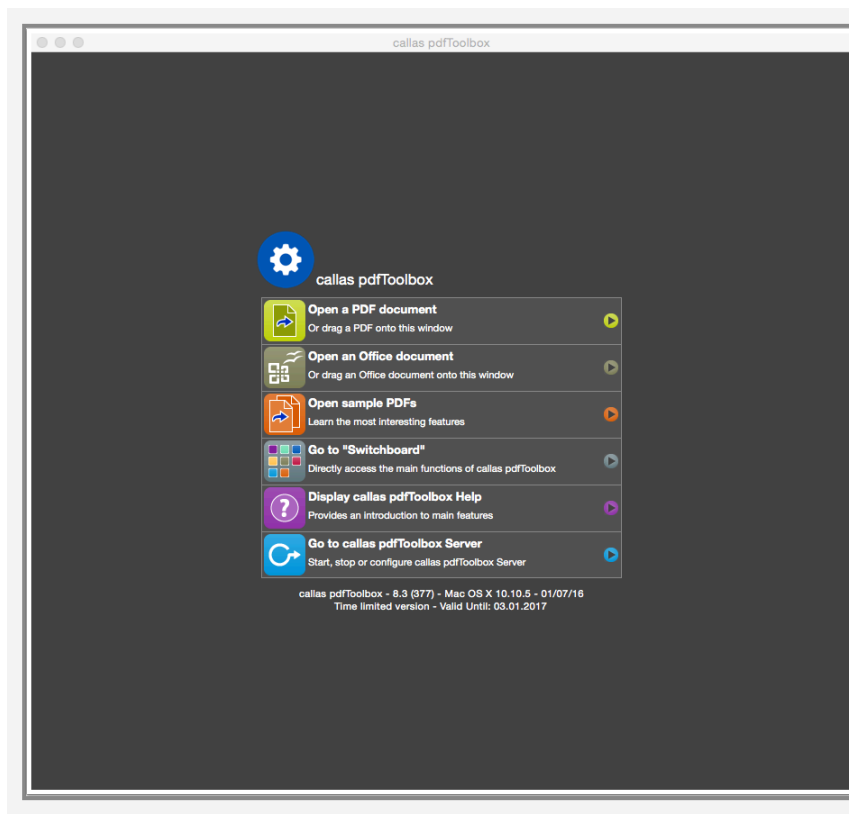 callas pdfToolbox
callas pdfToolbox
Open a PDF document
Or drag a PDF onto this window
Open an Office document
Or drag an Office document onto this window
Open sample PDFs
Learn the most interesting features
Go to "Switchboard"
Directly access the main functions of callas pdfToolbox
Display callas pdfToolbox Help
Provides an introduction to main features
Go to callas pdfToolbox Server
Start, stop or configure callas pdfToolbox Server
callas pdfToolbox - 8.3 (377) - Mac OS X 10.10.5 - 01/07/16
Time limited version - Valid Until: 03.01.2017